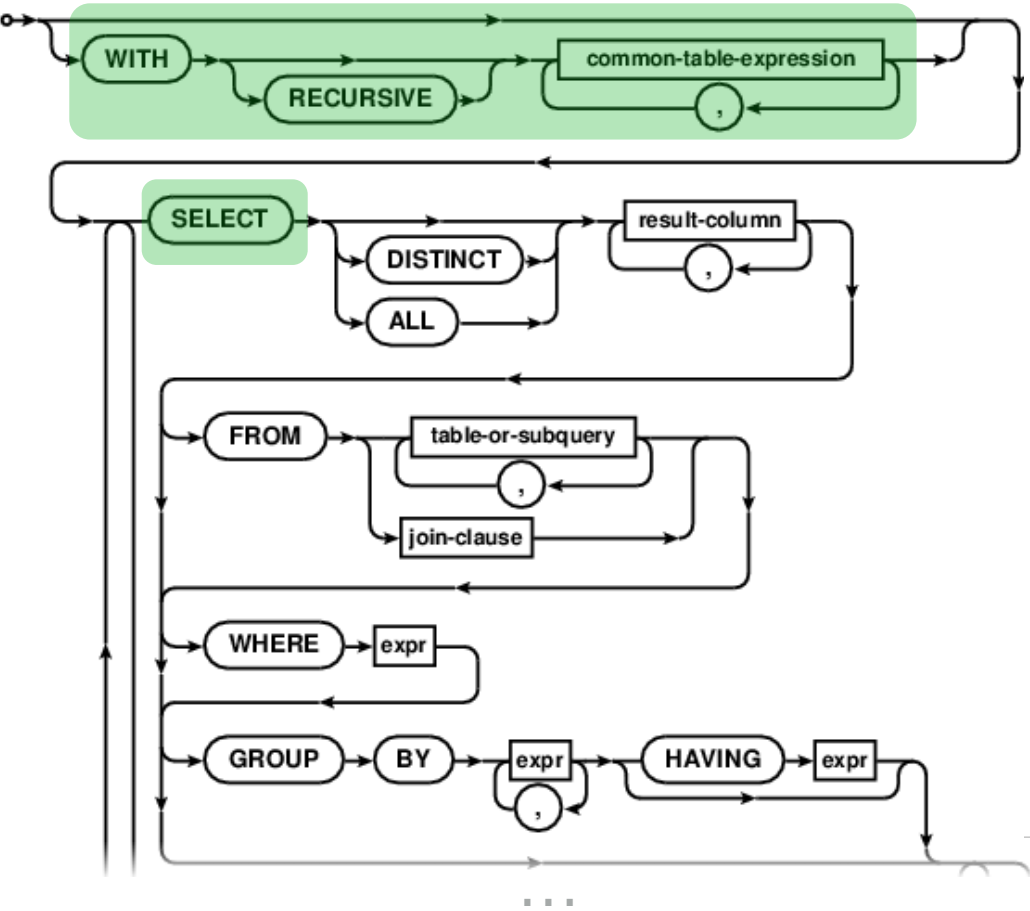 WITH common-table-expression
RECURSIVE ,
SELECT result-column
DISTINCT ,
ALL
FROM table-or-subquery
,
join-clause
WHERE expr
GROUP BY expr HAVING expr
,